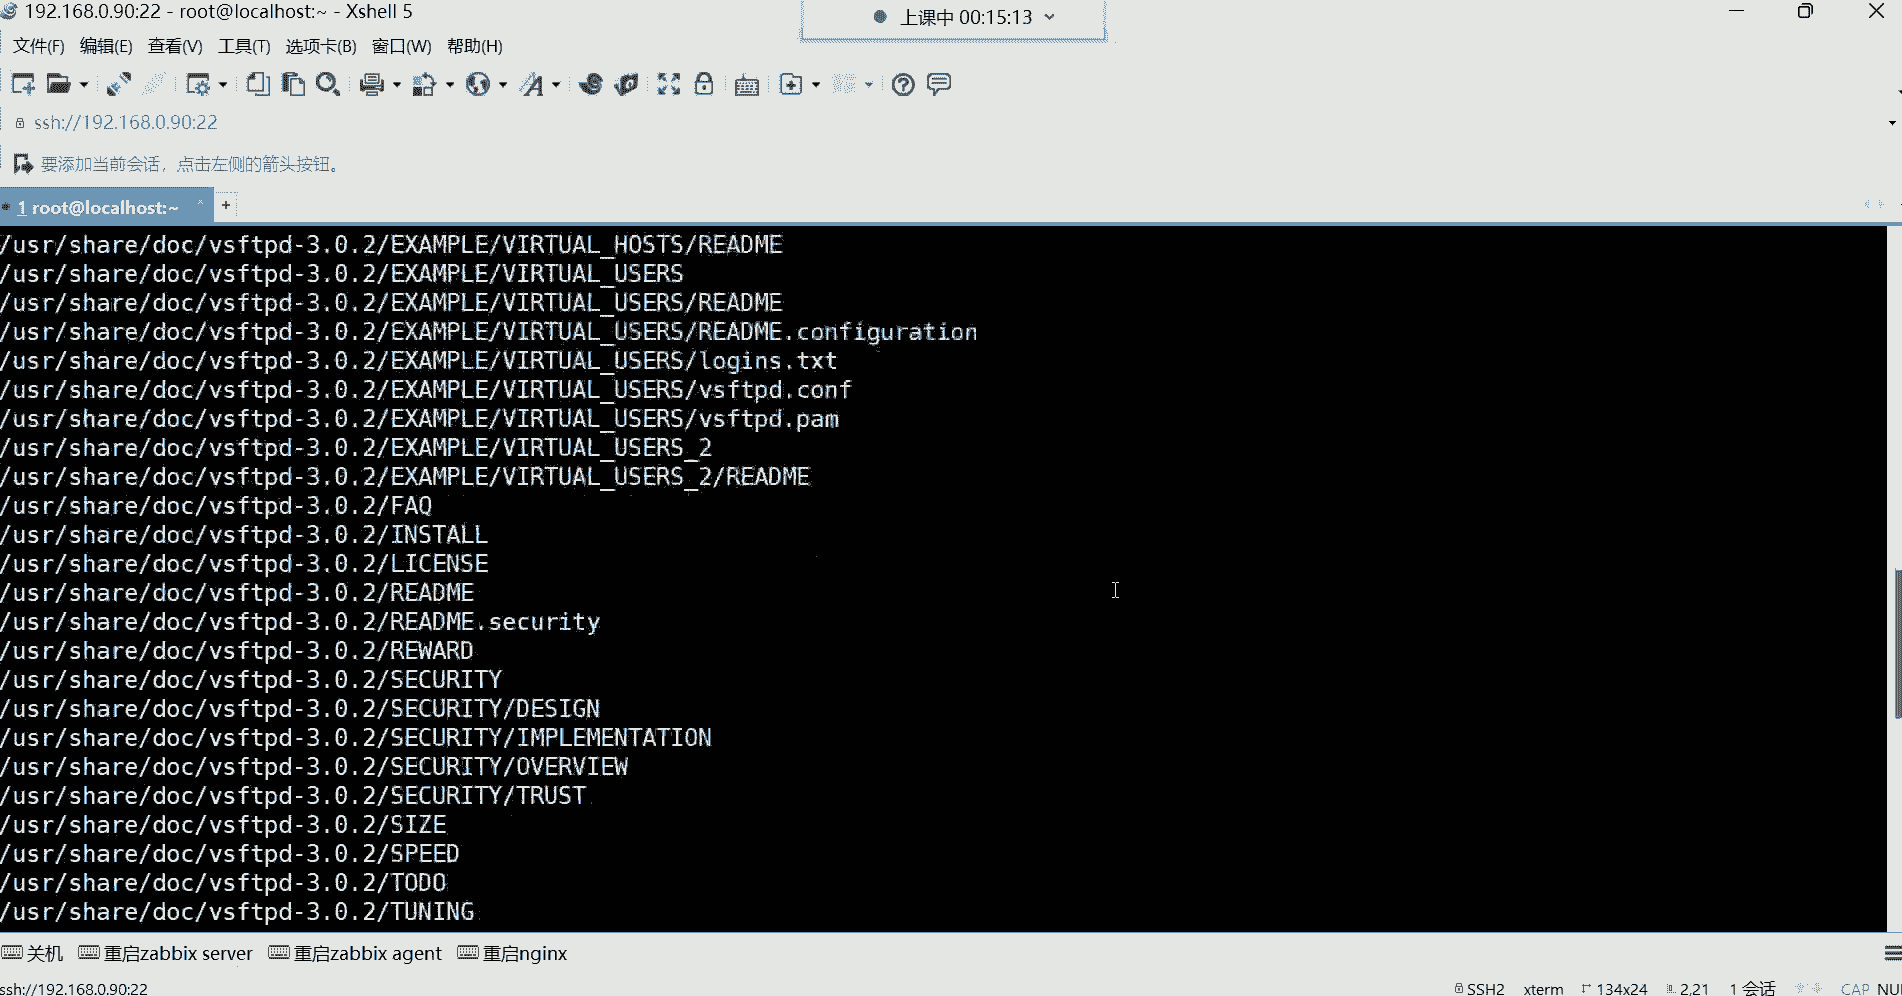 192.168.0.90:22 - root@localhost:~ - Xshell 5
上课中 00:15:13
文件(F) 编辑(E) 查看(V) 工具(T) 选项卡(B) 窗口(W) 帮助(H)
ssh://192.168.0.90:22
要添加当前会话，点击左侧的箭头按钮。
1 root@localhost:~ × +
/usr/share/doc/vsftpd-3.0.2/EXAMPLE/VIRTUAL_HOSTS/README
/usr/share/doc/vsftpd-3.0.2/EXAMPLE/VIRTUAL_USERS
/usr/share/doc/vsftpd-3.0.2/EXAMPLE/VIRTUAL_USERS/README
/usr/share/doc/vsftpd-3.0.2/EXAMPLE/VIRTUAL_USERS/README.configuration
/usr/share/doc/vsftpd-3.0.2/EXAMPLE/VIRTUAL_USERS/logins.txt
/usr/share/doc/vsftpd-3.0.2/EXAMPLE/VIRTUAL_USERS/vsftpd.conf
/usr/share/doc/vsftpd-3.0.2/EXAMPLE/VIRTUAL_USERS/vsftpd.pam
/usr/share/doc/vsftpd-3.0.2/EXAMPLE/VIRTUAL_USERS_2
/usr/share/doc/vsftpd-3.0.2/EXAMPLE/VIRTUAL_USERS_2/README
/usr/share/doc/vsftpd-3.0.2/FAQ
/usr/share/doc/vsftpd-3.0.2/INSTALL
/usr/share/doc/vsftpd-3.0.2/LICENSE
/usr/share/doc/vsftpd-3.0.2/README
/usr/share/doc/vsftpd-3.0.2/README.security
/usr/share/doc/vsftpd-3.0.2/REWARD
/usr/share/doc/vsftpd-3.0.2/SECURITY
/usr/share/doc/vsftpd-3.0.2/SECURITY/DESIGN
/usr/share/doc/vsftpd-3.0.2/SECURITY/IMPLEMENTATION
/usr/share/doc/vsftpd-3.0.2/SECURITY/OVERVIEW
/usr/share/doc/vsftpd-3.0.2/SECURITY/TRUST
/usr/share/doc/vsftpd-3.0.2/SIZE
/usr/share/doc/vsftpd-3.0.2/SPEED
/usr/share/doc/vsftpd-3.0.2/TODO
/usr/share/doc/vsftpd-3.0.2/TUNING
关机 重启zabbix server 重启zabbix agent 重启nginx
ssh://192.168.0.90:22 SSH2 xterm 134x24 2,21 1 会话 CAP NU